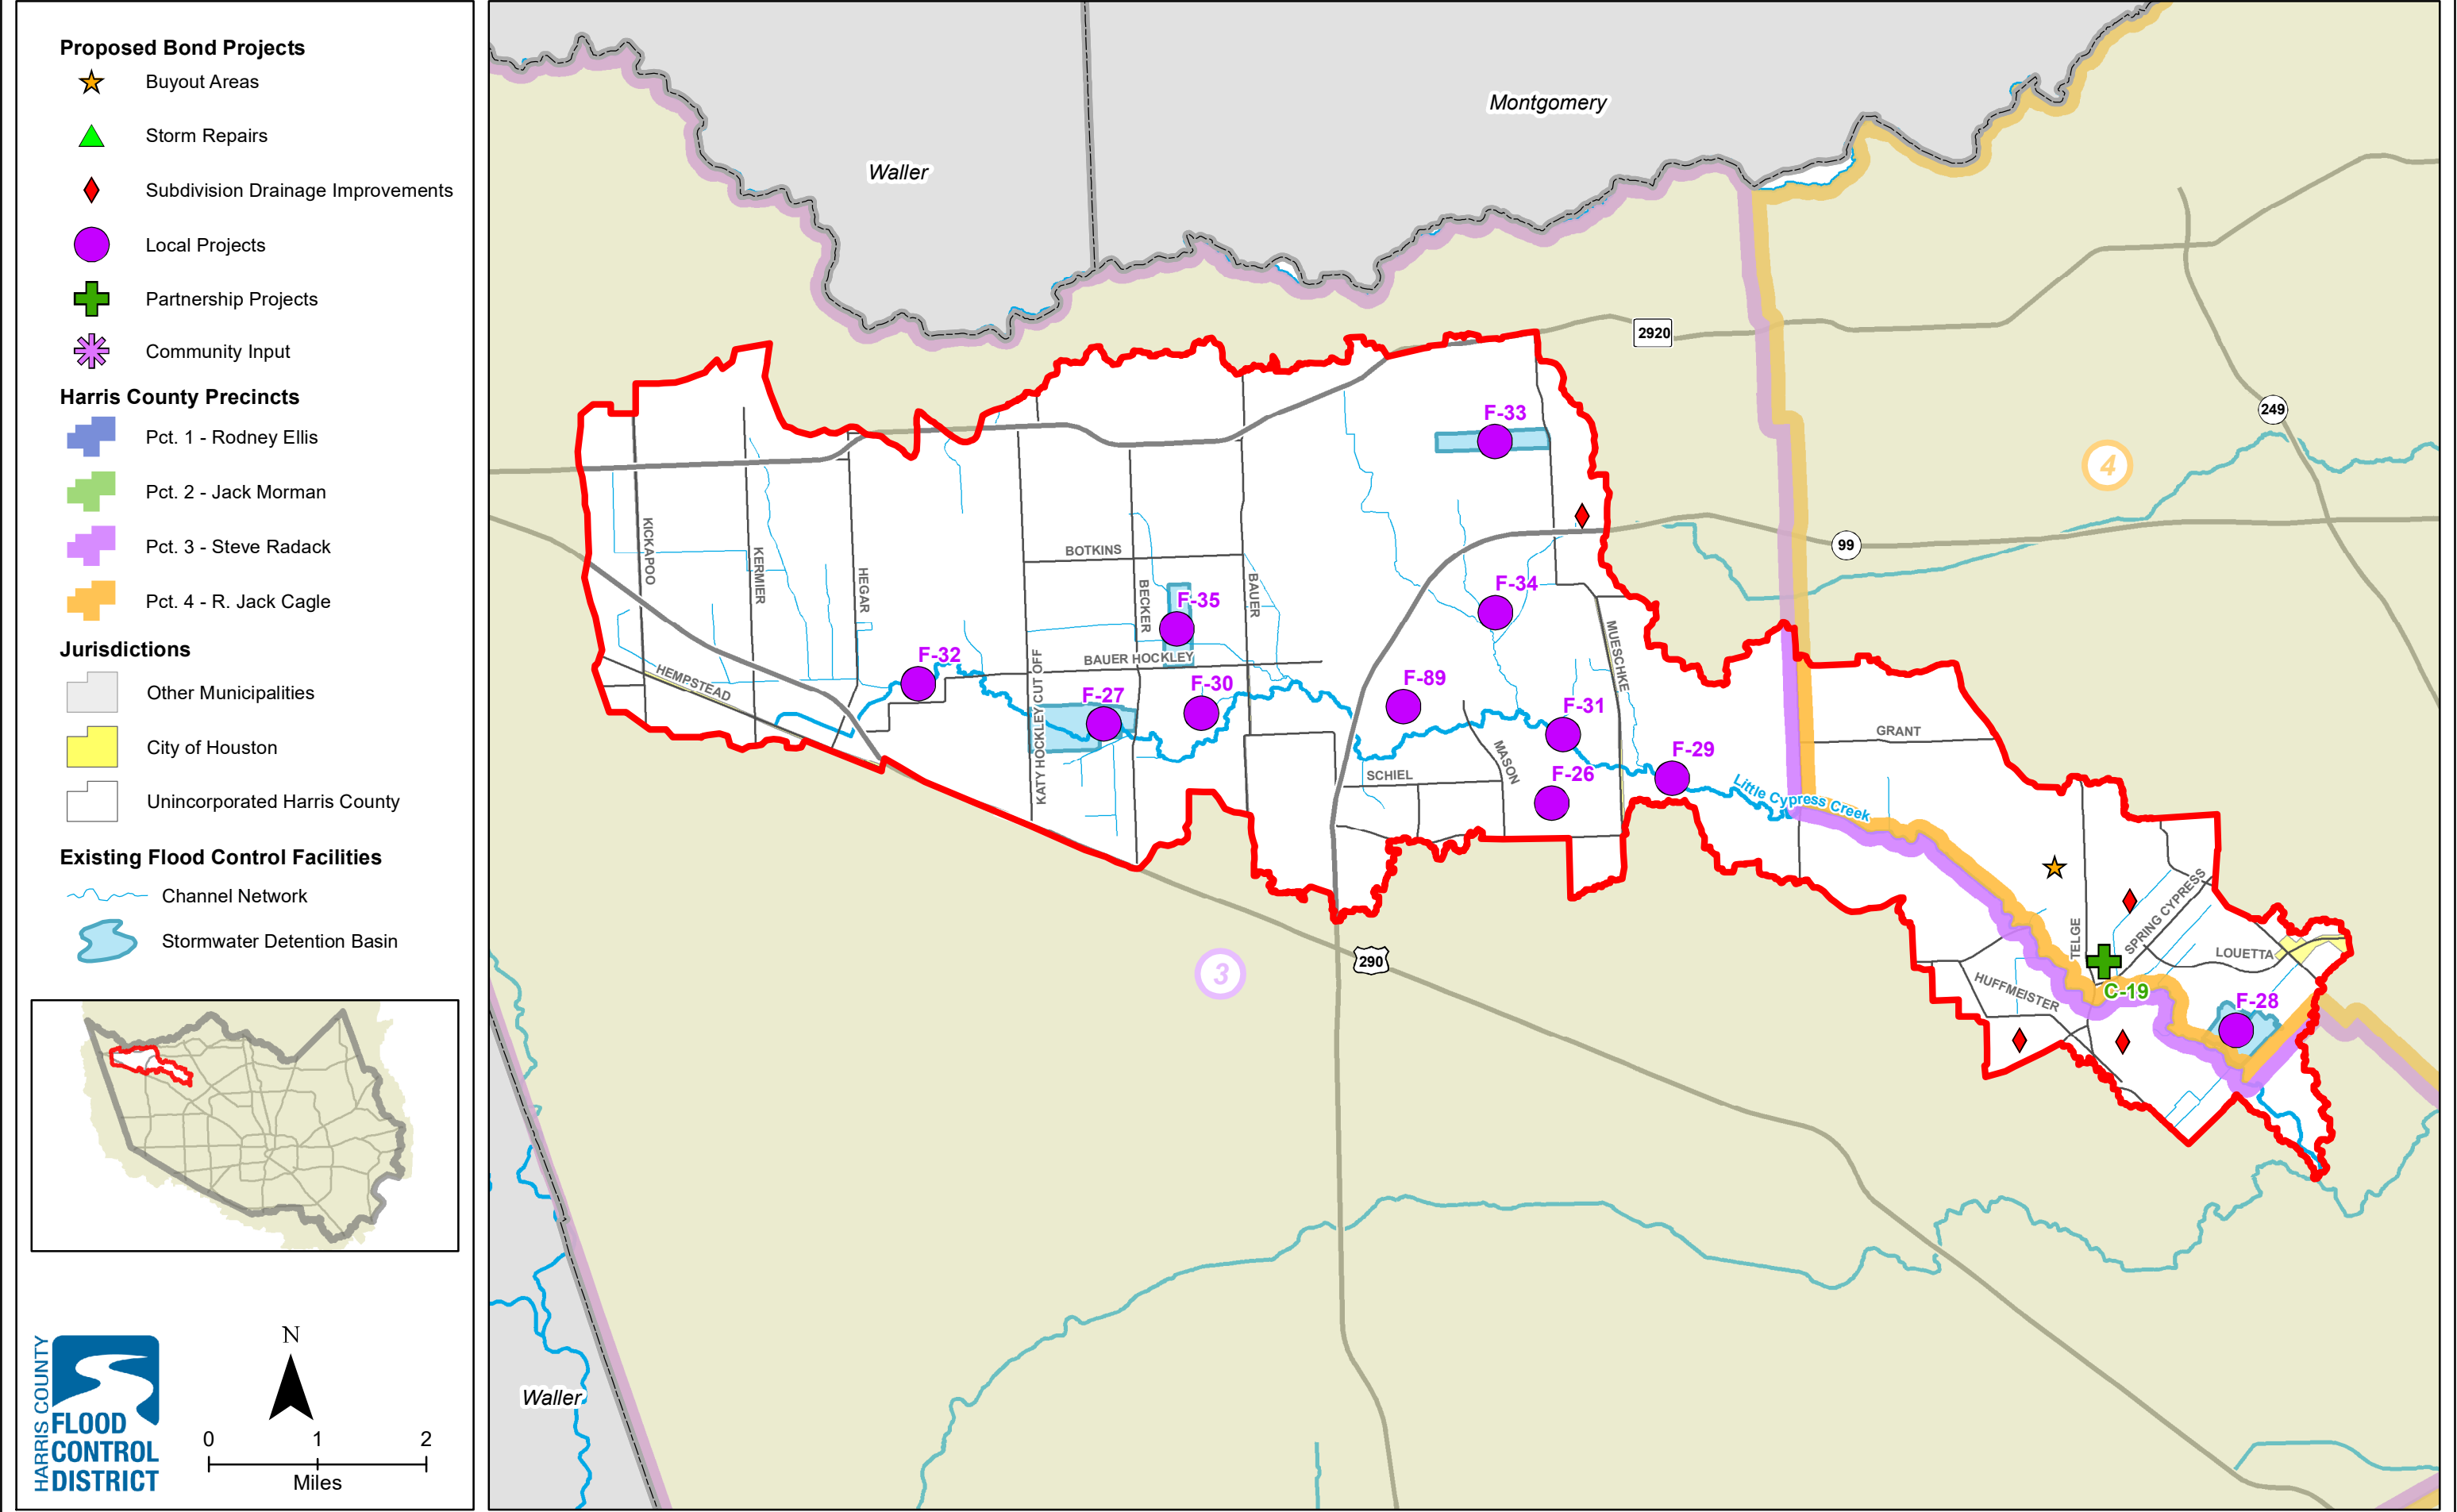 Proposed Bond Projects
Buyout Areas
Storm Repairs
Subdivision Drainage Improvements
Local Projects
Partnership Projects
Community Input
Harris County Precincts
Pct. 1 - Rodney Ellis
Pct. 2 - Jack Morman
Pct. 3 - Steve Radack
Pct. 4 - R. Jack Cagle
Jurisdictions
Other Municipalities
City of Houston
Unincorporated Harris County
Existing Flood Control Facilities
Channel Network
Stormwater Detention Basin
HARRIS COUNTY
FLOOD
CONTROL
DISTRICT
N
0 1 2
Miles
Montgomery
Waller
2920
249
F-33
4
99
KICKAPOO
KERMIER
HEGAR
BOTKINS
BECKER
BAUER
F-35
F-34
MUESCHKE
F-32
BAUER HOCKLEY
HEMPSTEAD
KATY HOCKLEY CUT OFF
F-27
F-30
F-89
F-31
F-29
GRANT
MASON
SCHIEL
F-26
Little Cypress Creek
TELGE
SPRING CYPRESS
LOUETTA
290
3
HUFFMEISTER
C-19
F-28
Waller